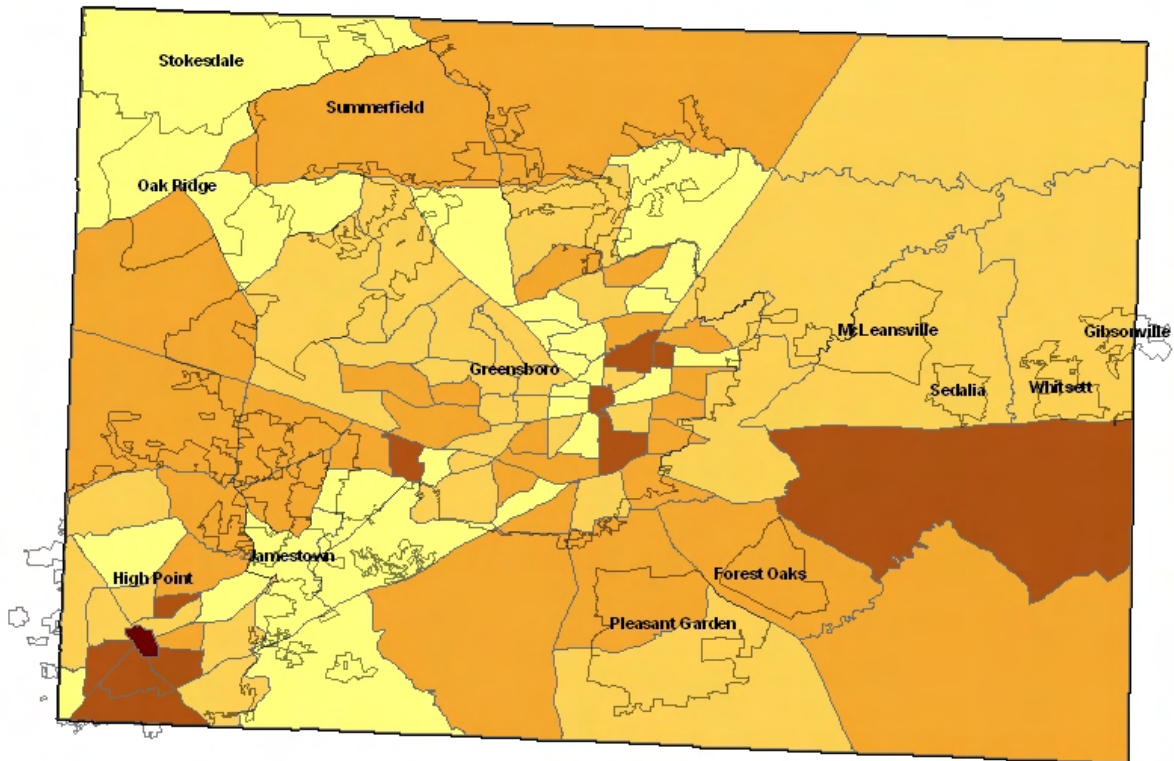 Stokesdale
Summerfield
Oak Ridge
McLeansville
Gibsonville
Greensboro
Sedalia
Whitsett
Jamestown
High Point
Forest Oaks
Pleasant Garden